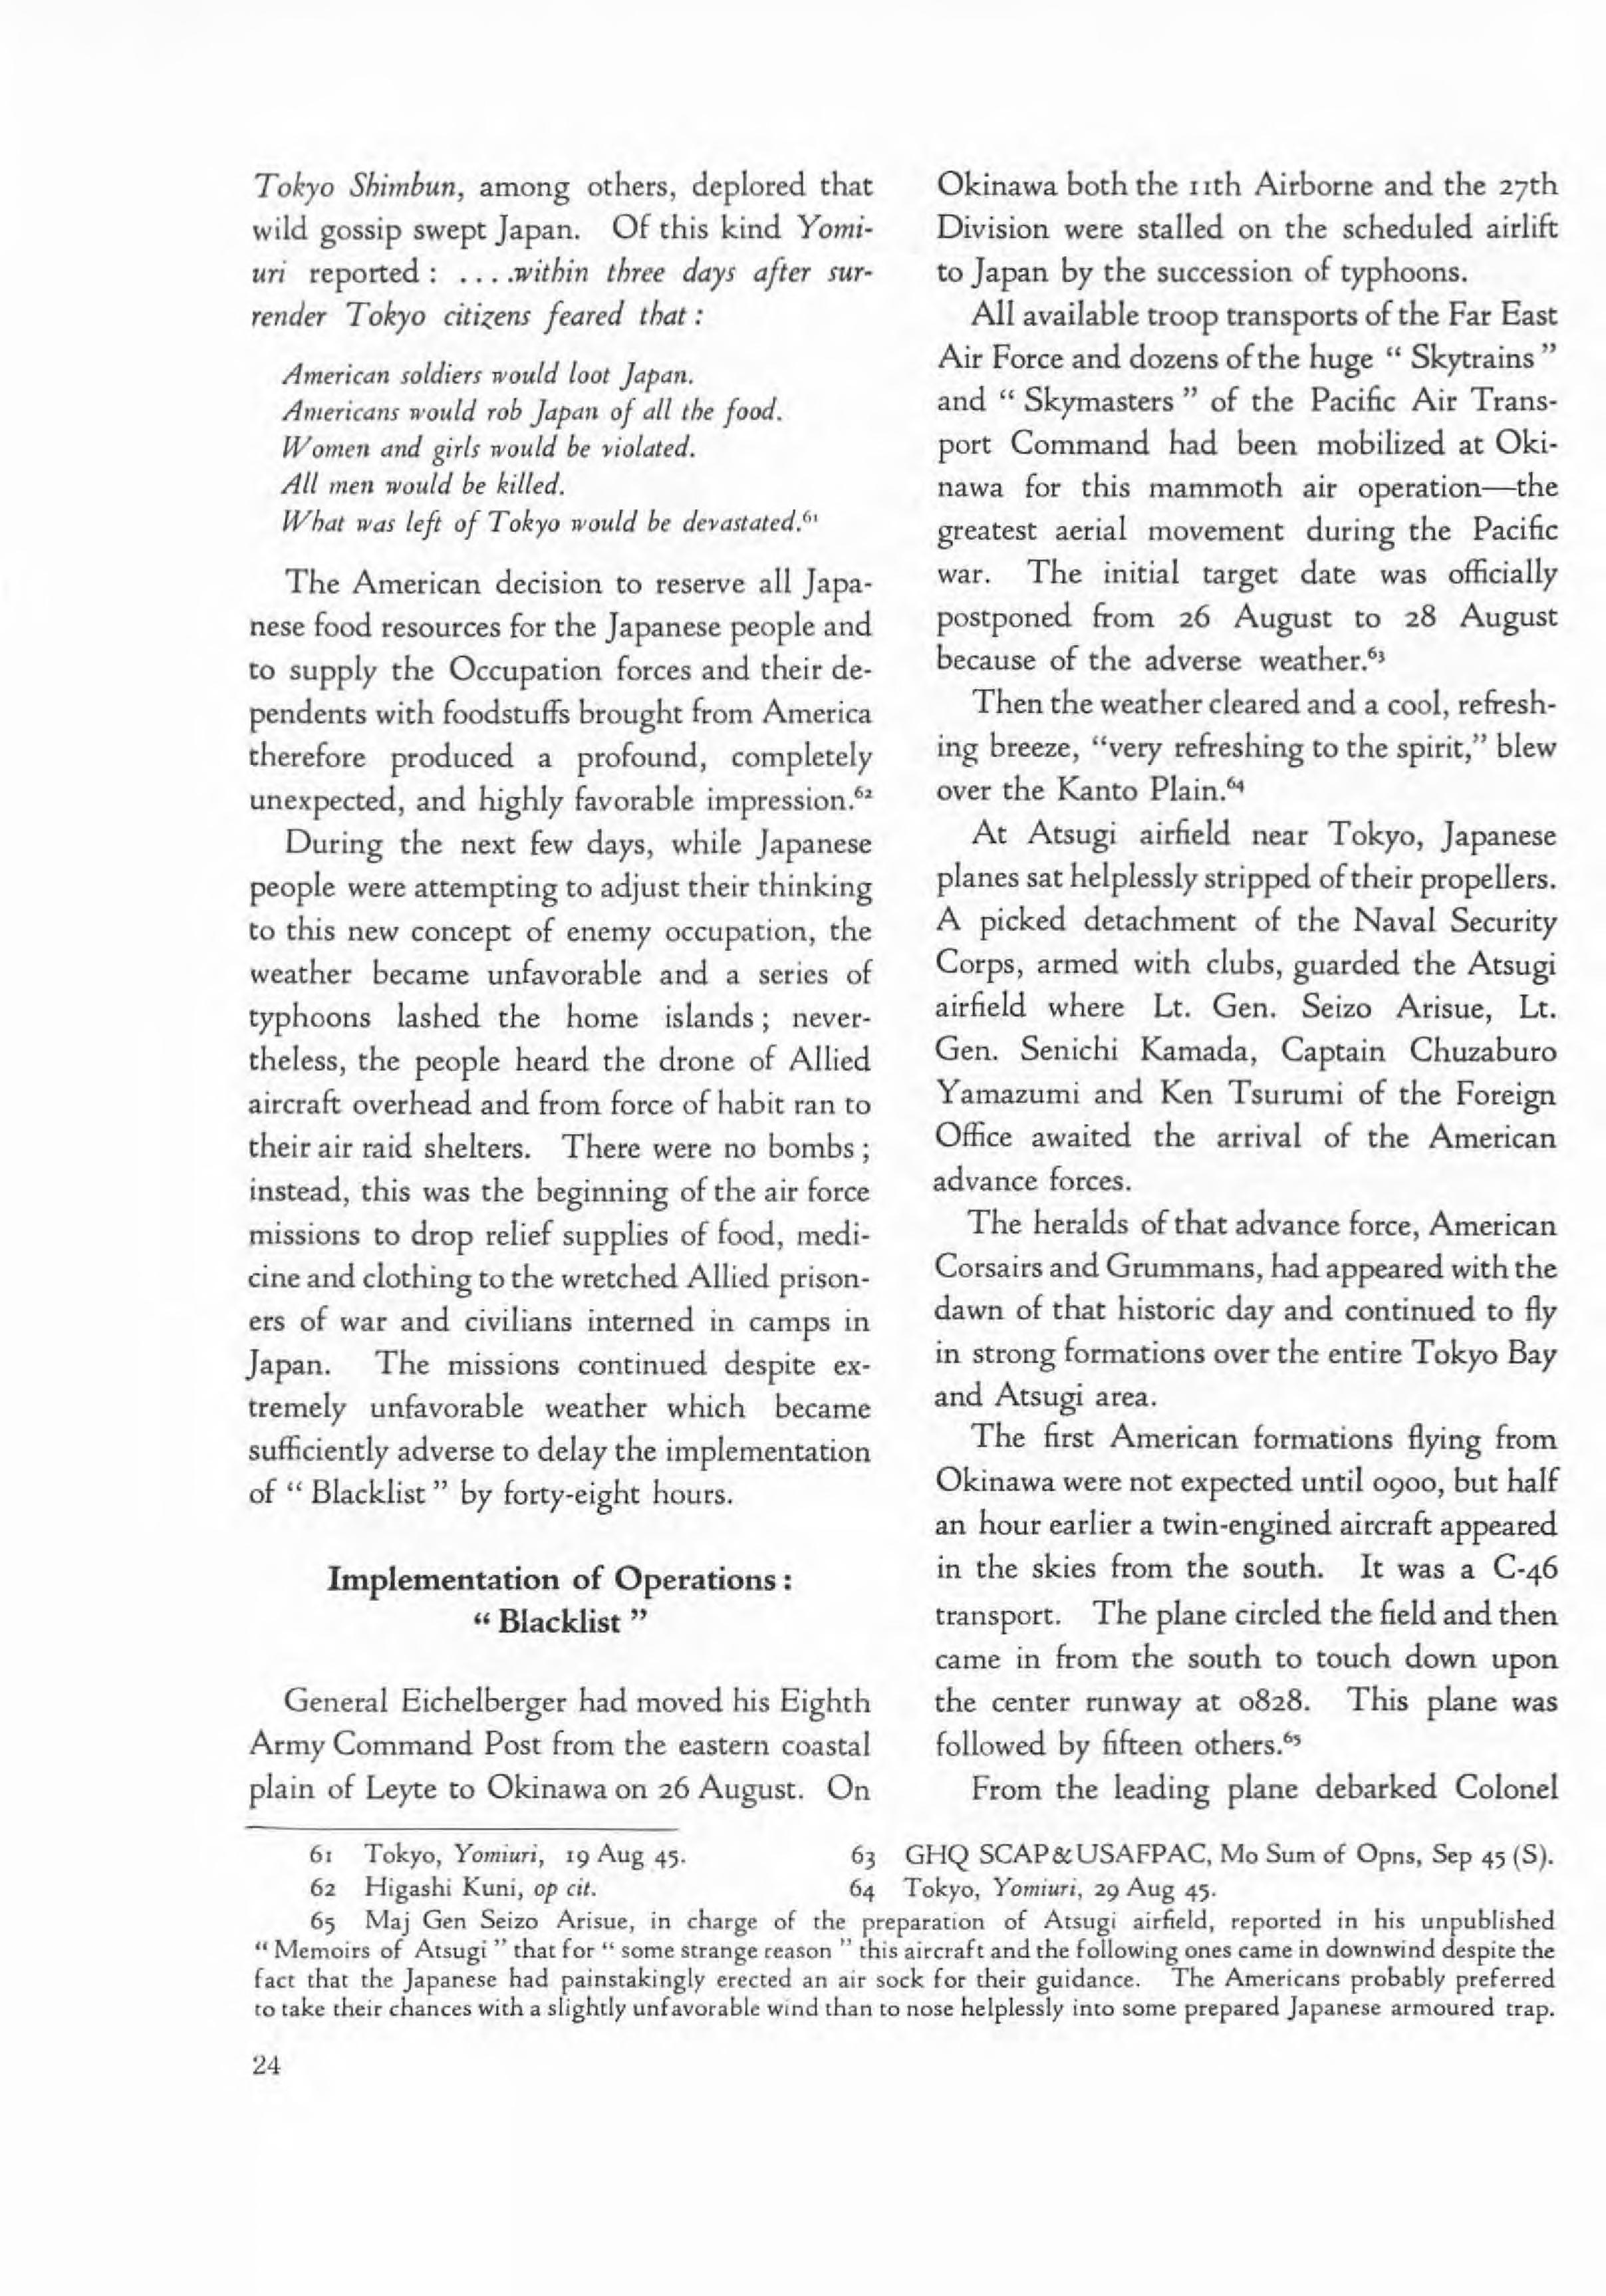 Tokyo Shimbun, among others, deplored that
wild gossip swept Japan. Of this kind Yomi-
uri reported : ....within three days after sur-
render Tokyo citizens feared that :
American soldiers would loot Japan.
Americans would rob Japan of all the food.
Women and girls would be violated.
All men would be killed.
What was left of Tokyo would be devastated.⁶¹
The American decision to reserve all Japa-
nese food resources for the Japanese people and
to supply the Occupation forces and their de-
pendents with foodstuffs brought from America
therefore produced a profound, completely
unexpected, and highly favorable impression.⁶²
During the next few days, while Japanese
people were attempting to adjust their thinking
to this new concept of enemy occupation, the
weather became unfavorable and a series of
typhoons lashed the home islands ; never-
theless, the people heard the drone of Allied
aircraft overhead and from force of habit ran to
their air raid shelters. There were no bombs ;
instead, this was the beginning of the air force
missions to drop relief supplies of food, medi-
cine and clothing to the wretched Allied prison-
ers of war and civilians interned in camps in
Japan. The missions continued despite ex-
tremely unfavorable weather which became
sufficiently adverse to delay the implementation
of “ Blacklist ” by forty-eight hours.
Implementation of Operations :
“ Blacklist ”
General Eichelberger had moved his Eighth
Army Command Post from the eastern coastal
plain of Leyte to Okinawa on 26 August. On
Okinawa both the 11th Airborne and the 27th
Division were stalled on the scheduled airlift
to Japan by the succession of typhoons.
All available troop transports of the Far East
Air Force and dozens of the huge “ Skytrains ”
and “ Skymasters ” of the Pacific Air Trans-
port Command had been mobilized at Oki-
nawa for this mammoth air operation—the
greatest aerial movement during the Pacific
war. The initial target date was officially
postponed from 26 August to 28 August
because of the adverse weather.⁶³
Then the weather cleared and a cool, refresh-
ing breeze, “very refreshing to the spirit,” blew
over the Kanto Plain.⁶⁴
At Atsugi airfield near Tokyo, Japanese
planes sat helplessly stripped of their propellers.
A picked detachment of the Naval Security
Corps, armed with clubs, guarded the Atsugi
airfield where Lt. Gen. Seizo Arisue, Lt.
Gen. Senichi Kamada, Captain Chuzaburo
Yamazumi and Ken Tsurumi of the Foreign
Office awaited the arrival of the American
advance forces.
The heralds of that advance force, American
Corsairs and Grummans, had appeared with the
dawn of that historic day and continued to fly
in strong formations over the entire Tokyo Bay
and Atsugi area.
The first American formations flying from
Okinawa were not expected until 0900, but half
an hour earlier a twin-engined aircraft appeared
in the skies from the south. It was a C-46
transport. The plane circled the field and then
came in from the south to touch down upon
the center runway at 0828. This plane was
followed by fifteen others.⁶⁵
From the leading plane debarked Colonel
61 Tokyo, Yomiuri, 19 Aug 45.
62 Higashi Kuni, op cit.
63 GHQ SCAP&USAFPAC, Mo Sum of Opns, Sep 45 (S).
64 Tokyo, Yomiuri, 29 Aug 45.
65 Maj Gen Seizo Arisue, in charge of the preparation of Atsugi airfield, reported in his unpublished
“ Memoirs of Atsugi ” that for “ some strange reason ” this aircraft and the following ones came in downwind despite the
fact that the Japanese had painstakingly erected an air sock for their guidance. The Americans probably preferred
to take their chances with a slightly unfavorable wind than to nose helplessly into some prepared Japanese armoured trap.
24